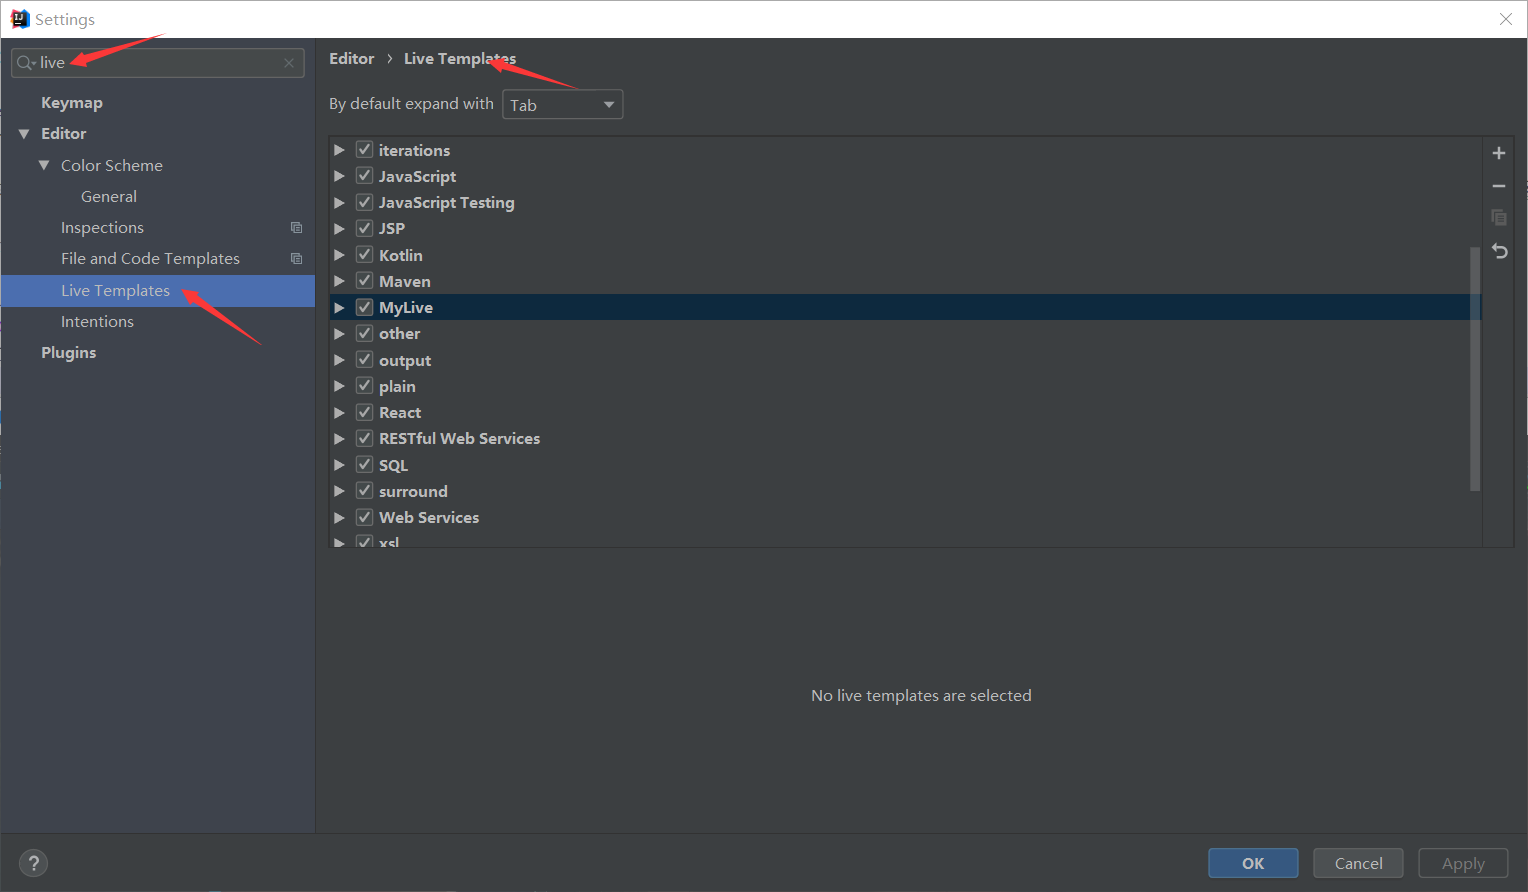 Settings
live
Keymap
Editor
Color Scheme
General
Inspections
File and Code Templates
Live Templates
Intentions
Plugins
Editor › Live Templates
By default expand with Tab
iterations
JavaScript
JavaScript Testing
JSP
Kotlin
Maven
MyLive
other
output
plain
React
RESTful Web Services
SQL
surround
Web Services
xsl
No live templates are selected
?
OK
Cancel
Apply